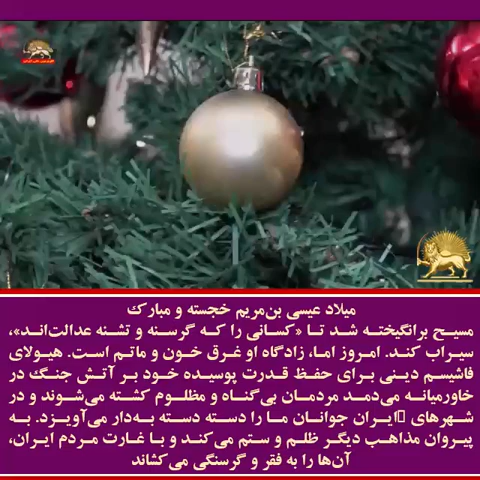 میلاد عیسی بن‌مریم خجسته و مبارک
مسیح برانگیخته شد تا «کسانی را که گرسنه و تشنه عدالت‌اند»،
سیراب کند. امروز اما، زادگاه او غرق خون و ماتم است. هیولای
فاشیسم دینی برای حفظ قدرت پوسیده خود بر آتش جنگ در
خاورمیانه می‌دمد مردمان بی‌گناه و مظلوم کشته می‌شوند و در
شهرهای ایران جوانان ما را دسته دسته به‌دار می‌آویزد. به
پیروان مذاهب دیگر ظلم و ستم می‌کند و با غارت مردم ایران،
آن‌ها را به فقر و گرسنگی می‌کشاند